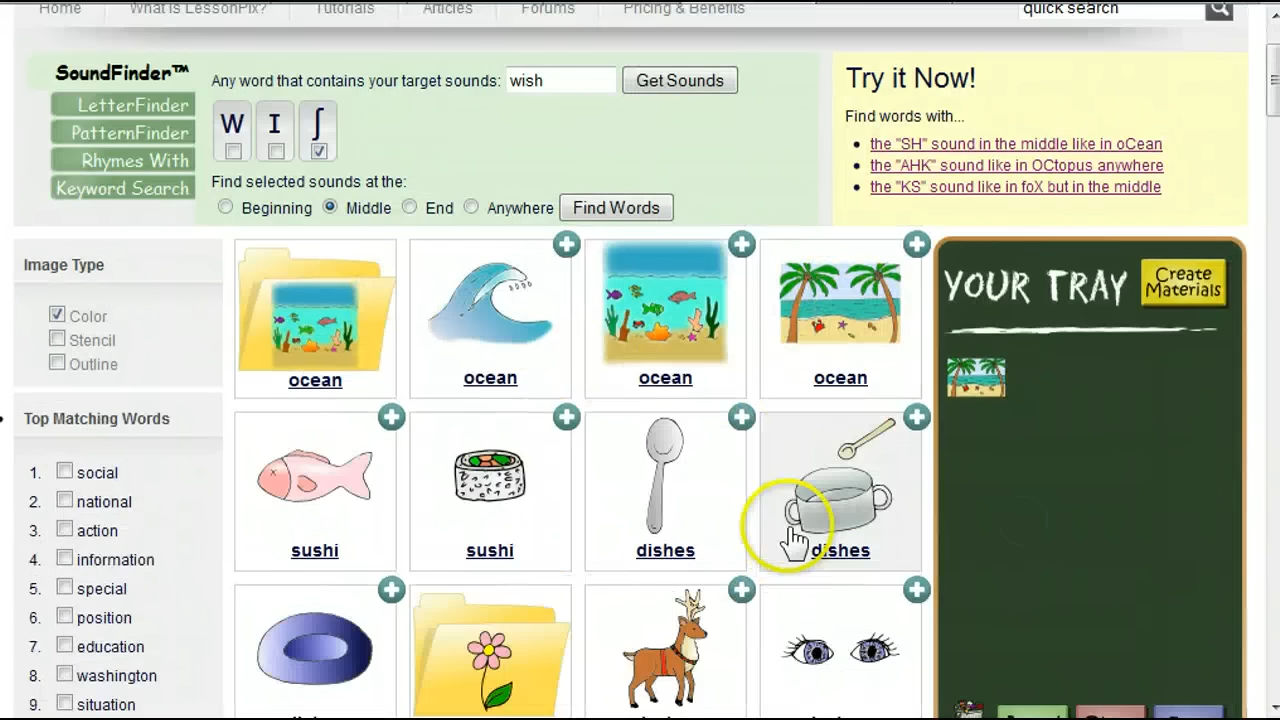 Home What is LessonPix? Tutorials Articles Forums Pricing & Benefits quick search
SoundFinder™
LetterFinder
PatternFinder
Rhymes With
Keyword Search
Any word that contains your target sounds: wish Get Sounds
W I ʃ
Find selected sounds at the:
Beginning Middle End Anywhere Find Words
Try it Now!
Find words with...
the "SH" sound in the middle like in oCean
the "AHK" sound like in OCtopus anywhere
the "KS" sound like in foX but in the middle
Image Type
Color
Stencil
Outline
Top Matching Words
1. social
2. national
3. action
4. information
5. special
6. position
7. education
8. washington
9. situation
ocean ocean ocean ocean
sushi sushi dishes dishes
YOUR TRAY
Create
Materials